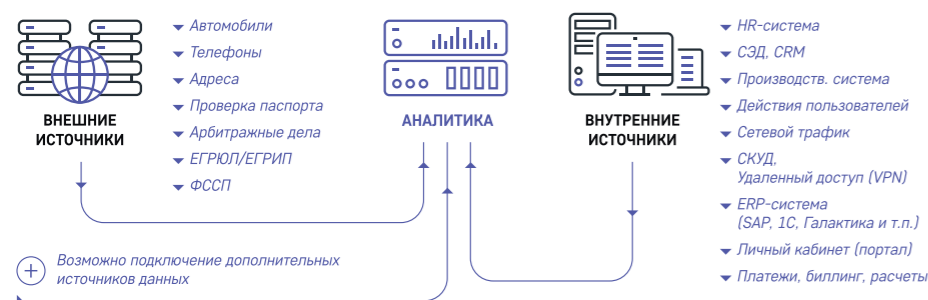 ВНЕШНИЕ
ИСТОЧНИКИ
Автомобили
Телефоны
Адреса
Проверка паспорта
Арбитражные дела
ЕГРЮЛ/ЕГРИП
ФССП
АНАЛИТИКА
ВНУТРЕННИЕ
ИСТОЧНИКИ
HR-система
СЭД, CRM
Производств. система
Действия пользователей
Сетевой трафик
СКУД,
Удаленный доступ (VPN)
ERP-система
(SAP, 1С, Галактика и т.п.)
Личный кабинет (портал)
Платежи, биллинг, расчеты
Возможно подключение дополнительных
источников данных